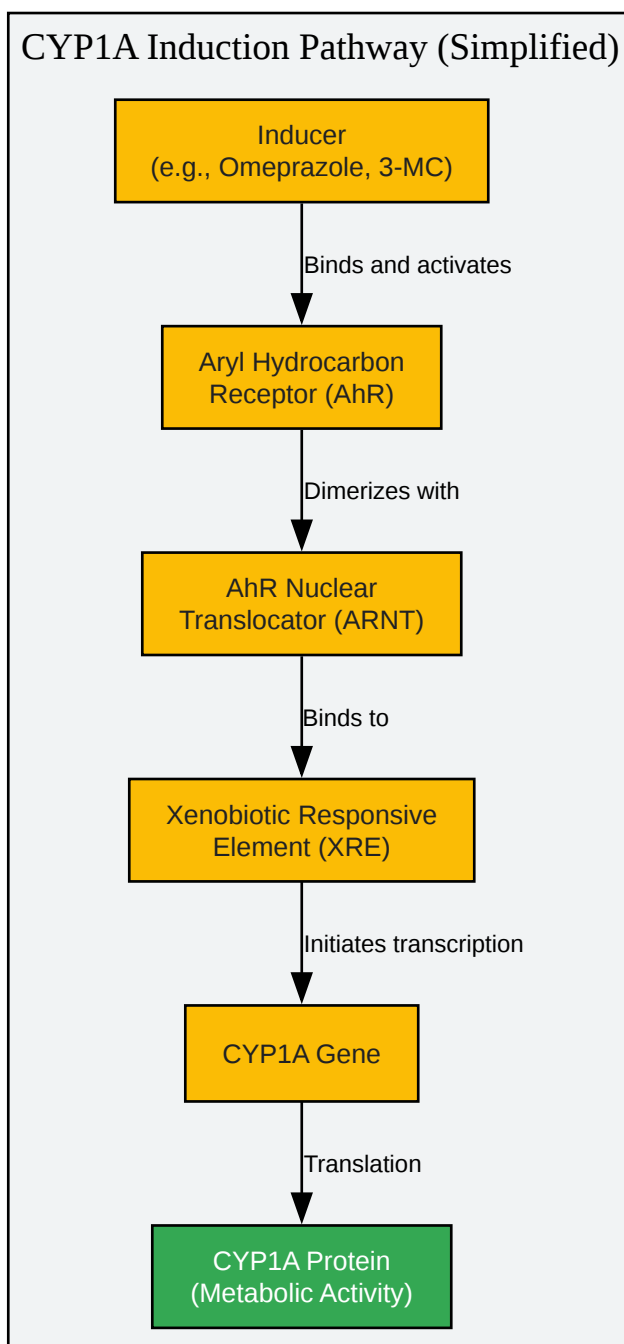 CYP1A Induction Pathway (Simplified)
Inducer
(e.g., Omeprazole, 3-MC)
Binds and activates
Aryl Hydrocarbon
Receptor (AhR)
Dimerizes with
AhR Nuclear
Translocator (ARNT)
Binds to
Xenobiotic Responsive
Element (XRE)
Initiates transcription
CYP1A Gene
Translation
CYP1A Protein
(Metabolic Activity)